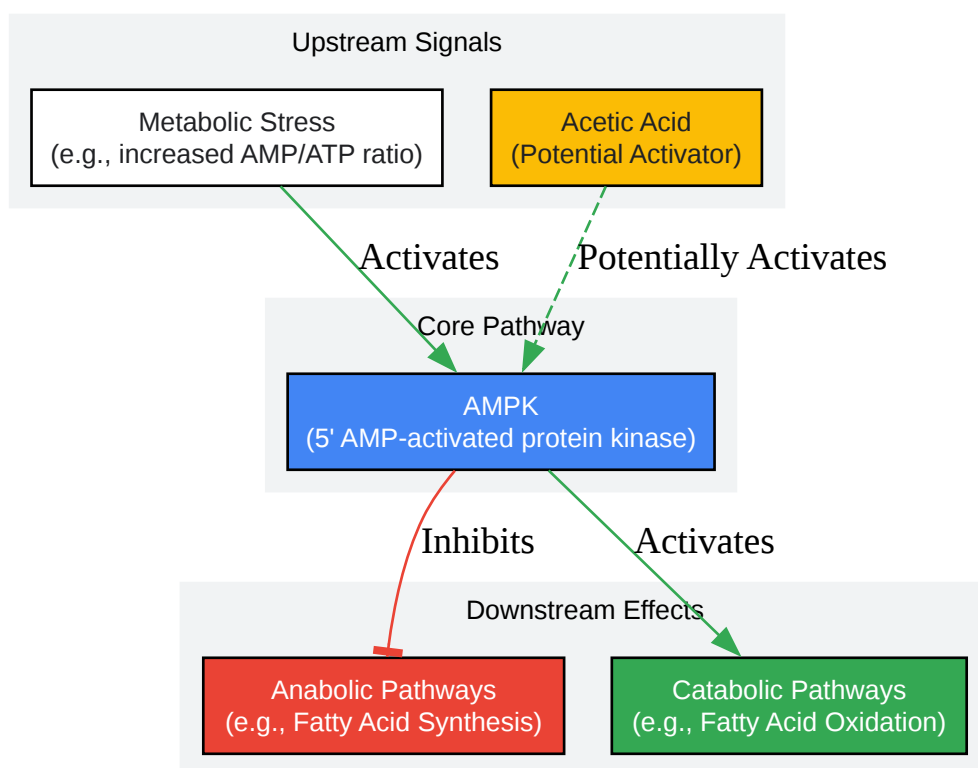 Upstream Signals
Metabolic Stress
(e.g., increased AMP/ATP ratio)
Acetic Acid
(Potential Activator)
Activates
Potentially Activates
Core Pathway
AMPK
(5' AMP-activated protein kinase)
Inhibits
Activates
Downstream Effects
Anabolic Pathways
(e.g., Fatty Acid Synthesis)
Catabolic Pathways
(e.g., Fatty Acid Oxidation)